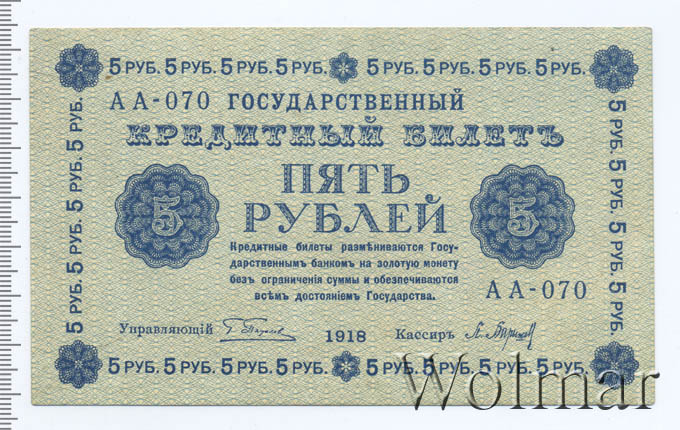 5 РУБ. 5 РУБ. 5 РУБ. 5 РУБ. 5 РУБ. 5 РУБ. 5 РУБ. 5 РУБ.
АА-070 ГОСУДАРСТВЕННЫЙ
КРЕДИТНЫЙ БИЛЕТЪ
5 РУБ. 5 РУБ. 5 РУБ. 5 РУБ.
5
ПЯТЬ
РУБЛЕЙ
5
5 РУБ. 5 РУБ. 5 РУБ. 5 РУБ.
Кредитные билеты размѣниваются Госу-
дарственнымъ банкомъ на золотую монету
безъ ограниченія суммы и обезпечиваются
всѣмъ достояніемъ Государства.
АА-070
Управляющій
1918
Кассиръ
5 РУБ. 5 РУБ. 5 РУБ. 5 РУБ. 5 РУБ. 5 РУБ. 5 РУБ. 5 РУБ.
Wolmar